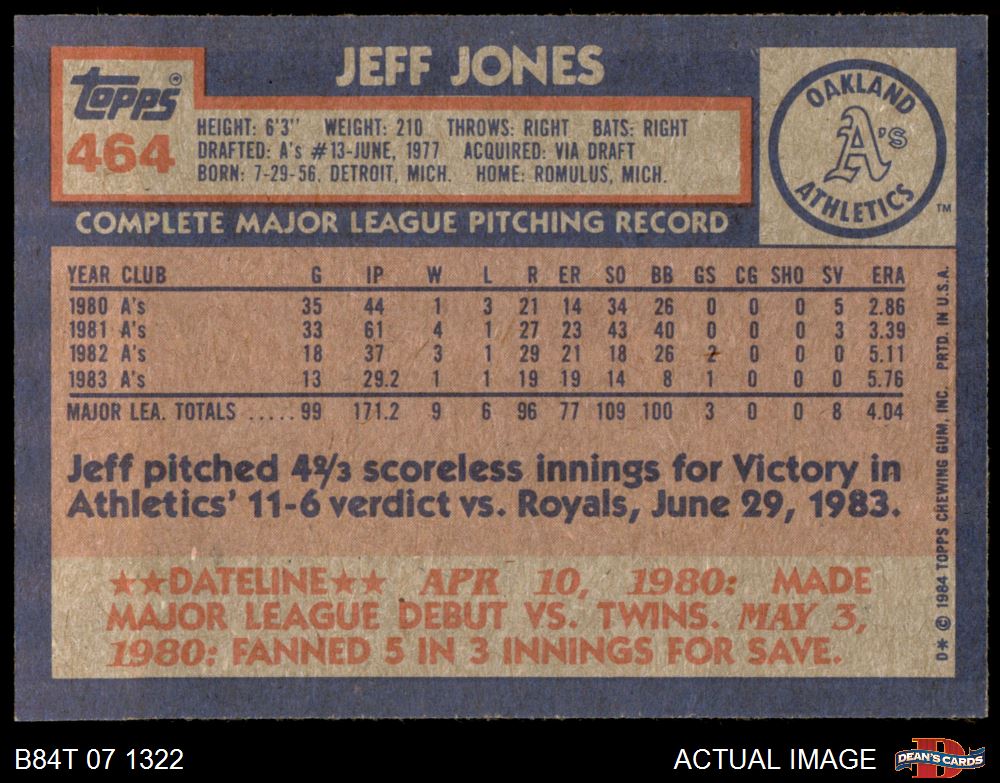 JEFF JONES
Topps®
464
HEIGHT: 6'3" WEIGHT: 210 THROWS: RIGHT BATS: RIGHT
DRAFTED: A's #13-JUNE, 1977 ACQUIRED: VIA DRAFT
BORN: 7-29-56, DETROIT, MICH. HOME: ROMULUS, MICH.
OAKLAND
A's
ATHLETICS
TM
COMPLETE MAJOR LEAGUE PITCHING RECORD
YEAR CLUB G IP W L R ER SO BB GS CG SHO SV ERA
1980 A's 35 44 1 3 21 14 34 26 0 0 0 5 2.86
1981 A's 33 61 4 1 27 23 43 40 0 0 0 3 3.39
1982 A's 18 37 3 1 29 21 18 26 2 0 0 0 5.11
1983 A's 13 29.2 1 1 19 19 14 8 1 0 0 0 5.76
MAJOR LEA. TOTALS ..... 99 171.2 9 6 96 77 109 100 3 0 0 8 4.04
Jeff pitched 4⅔ scoreless innings for Victory in
Athletics' 11-6 verdict vs. Royals, June 29, 1983.
★★DATELINE★★ APR 10, 1980: MADE
MAJOR LEAGUE DEBUT VS. TWINS. MAY 3,
1980: FANNED 5 IN 3 INNINGS FOR SAVE.
D* © 1984 TOPPS CHEWING GUM, INC. PRTD. IN U.S.A.
B84T 07 1322
ACTUAL IMAGE
D
DEAN'S CARDS